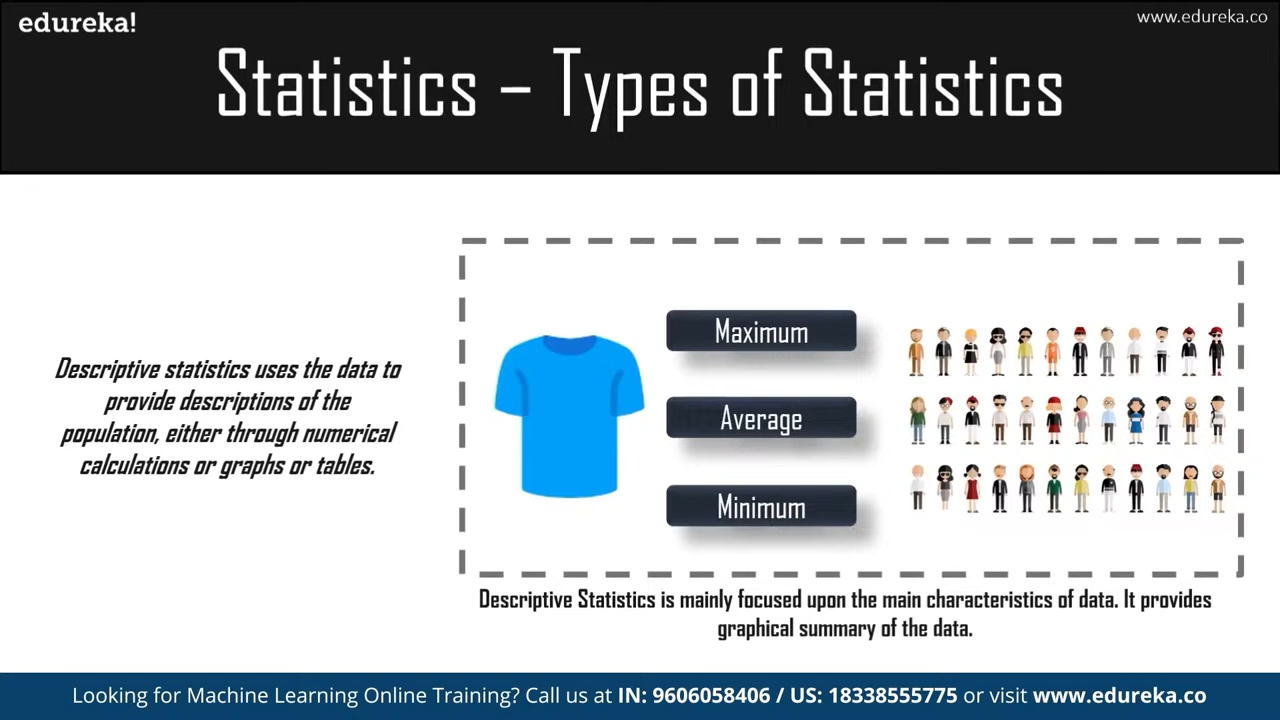 edureka!
www.edureka.co
Statistics – Types of Statistics
Descriptive statistics uses the data to
provide descriptions of the
population, either through numerical
calculations or graphs or tables.
Maximum
Average
Minimum
Descriptive Statistics is mainly focused upon the main characteristics of data. It provides
graphical summary of the data.
Looking for Machine Learning Online Training? Call us at IN: 9606058406 / US: 18338555775 or visit www.edureka.co